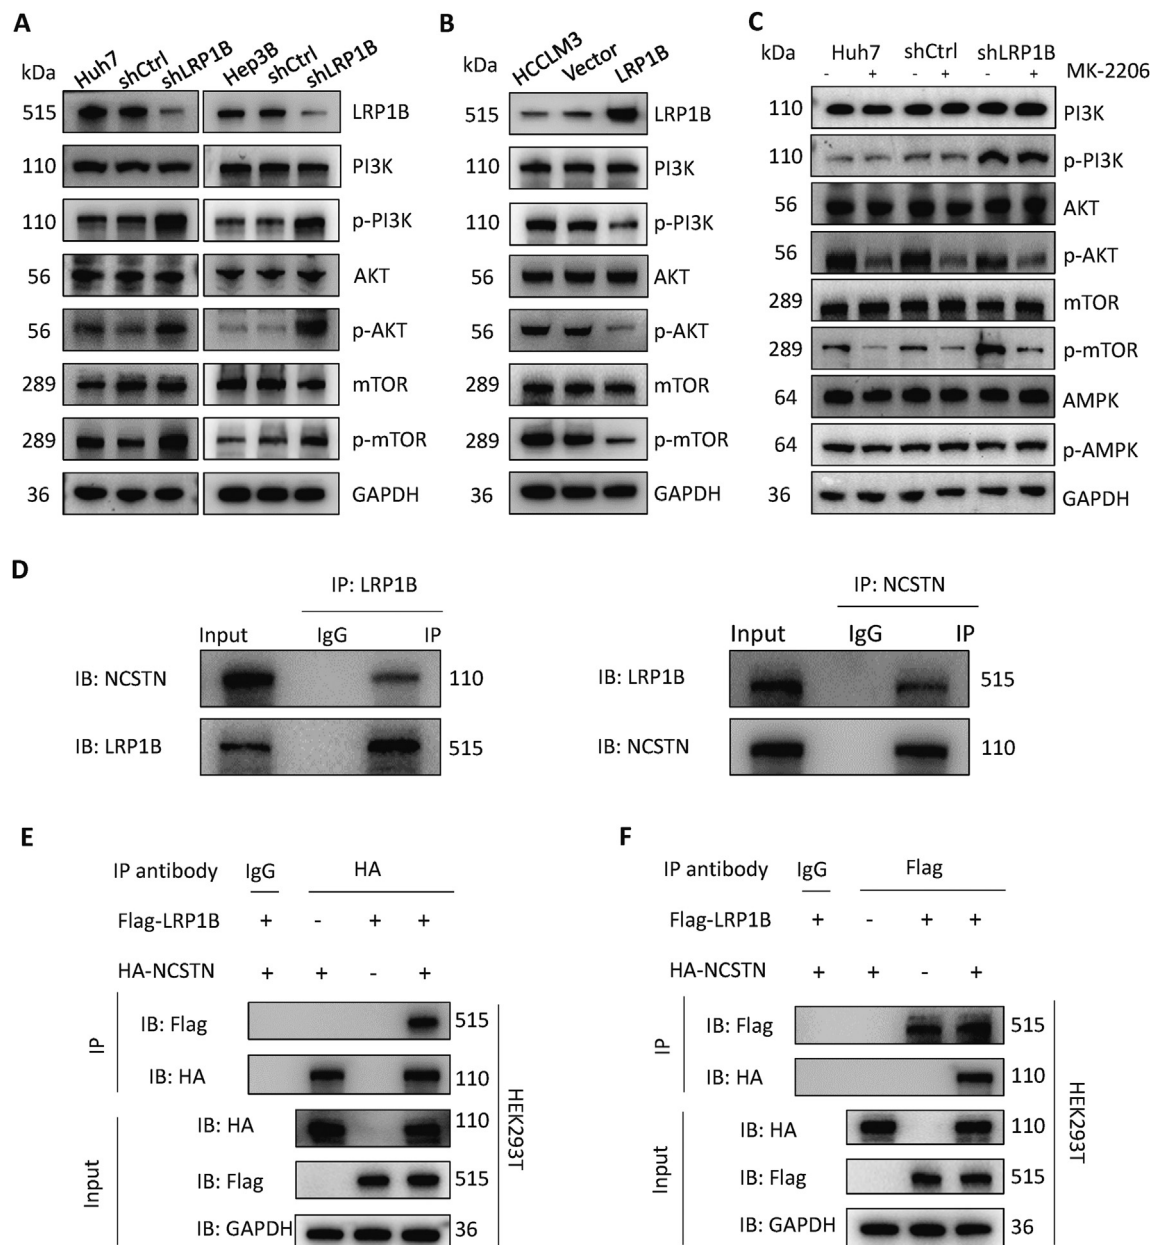 A
kDa Huh7 shCtrl shLRP1B Hep3B shCtrl shLRP1B
515 LRP1B
110 PI3K
110 p-PI3K
56 AKT
56 p-AKT
289 mTOR
289 p-mTOR
36 GAPDH
B
kDa HCCLM3 Vector LRP1B
515 LRP1B
110 PI3K
110 p-PI3K
56 AKT
56 p-AKT
289 mTOR
289 p-mTOR
36 GAPDH
C
kDa Huh7 shCtrl shLRP1B
- + - + - + MK-2206
110 PI3K
110 p-PI3K
56 AKT
56 p-AKT
289 mTOR
289 p-mTOR
64 AMPK
64 p-AMPK
36 GAPDH
D
IP: LRP1B
Input IgG IP
IB: NCSTN 110
IB: LRP1B 515
IP: NCSTN
Input IgG IP
IB: LRP1B 515
IB: NCSTN 110
E
IP antibody IgG HA
Flag-LRP1B + - + +
HA-NCSTN + + - +
IP
IB: Flag 515
IB: HA 110
Input
IB: HA 110
IB: Flag 515
IB: GAPDH 36
HEK293T
F
IP antibody IgG Flag
Flag-LRP1B + - + +
HA-NCSTN + + - +
IP
IB: Flag 515
IB: HA 110
Input
IB: HA 110
IB: Flag 515
IB: GAPDH 36
HEK293T